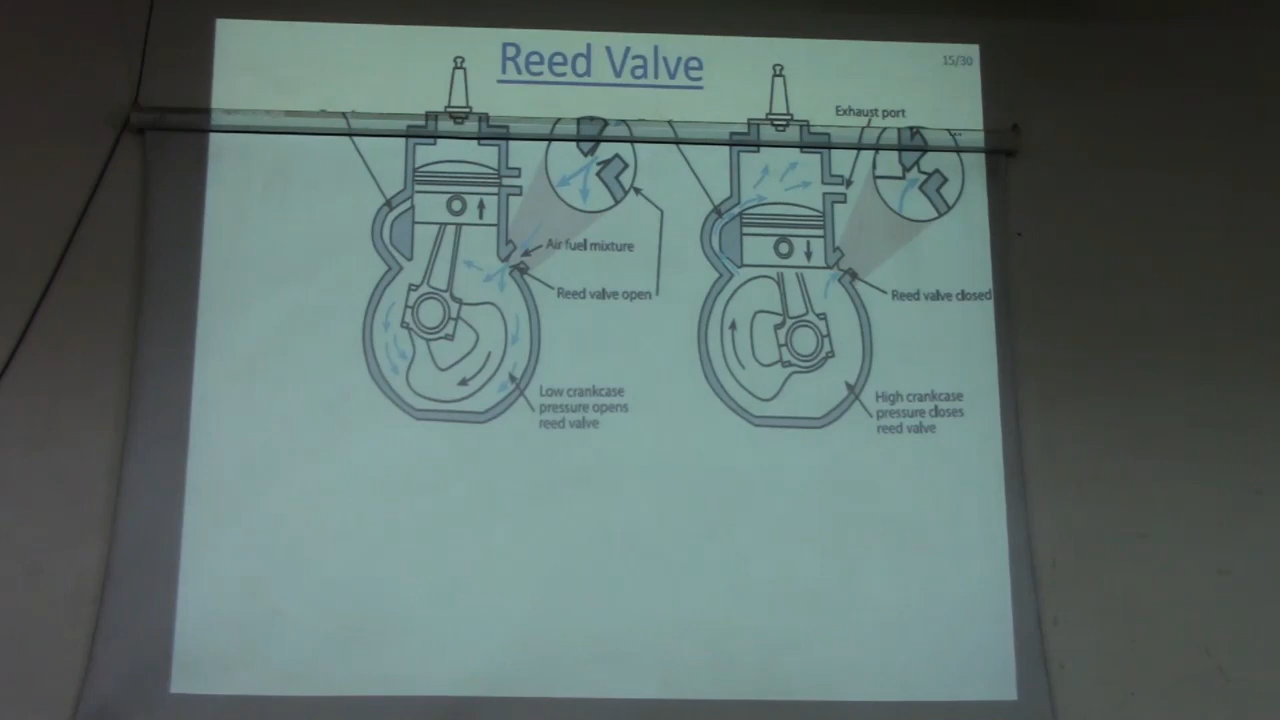 Reed Valve
15/30
Exhaust port
Air fuel mixture
Reed valve open
Reed valve closed
Low crankcase
pressure opens
reed valve
High crankcase
pressure closes
reed valve